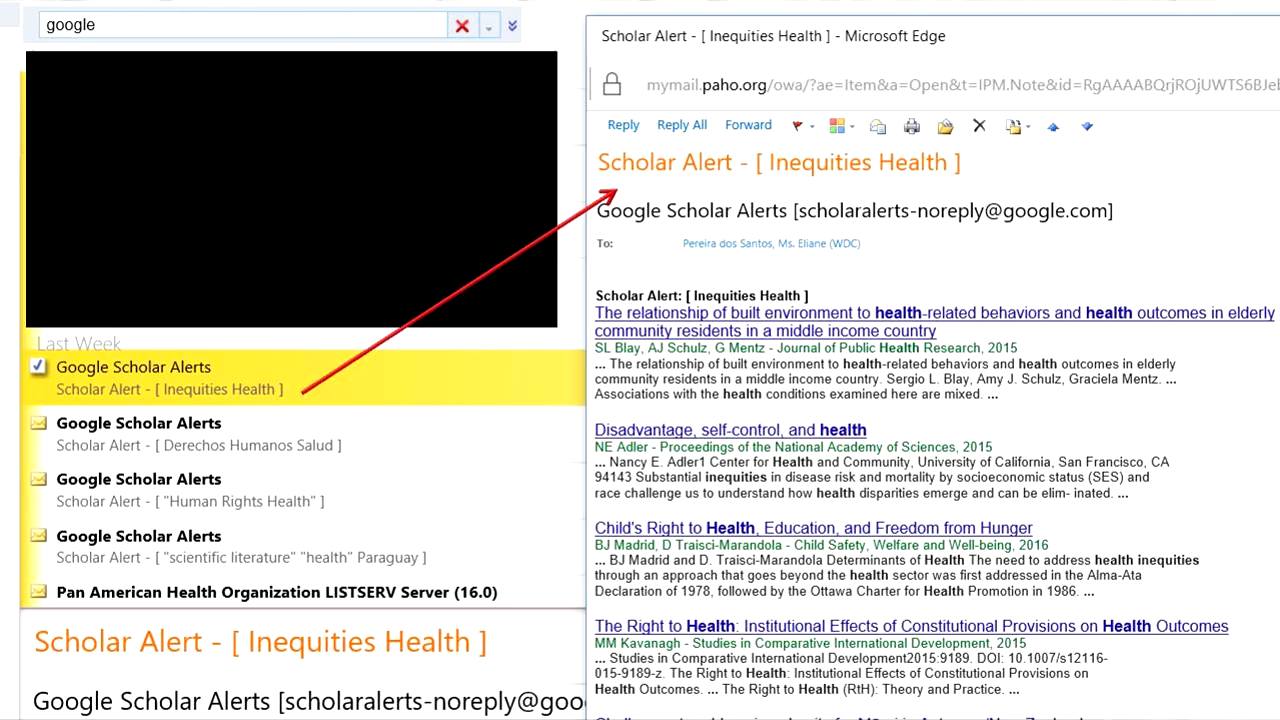 google
Last Week
Google Scholar Alerts
Scholar Alert - [ Inequities Health ]
Google Scholar Alerts
Scholar Alert - [ Derechos Humanos Salud ]
Google Scholar Alerts
Scholar Alert - [ "Human Rights Health" ]
Google Scholar Alerts
Scholar Alert - [ "scientific literature" "health" Paraguay ]
Pan American Health Organization LISTSERV Server (16.0)
Scholar Alert - [ Inequities Health ]
Google Scholar Alerts [scholaralerts-noreply@goo
Scholar Alert - [ Inequities Health ] - Microsoft Edge
mymail.paho.org/owa/?ae=Item&a=Open&t=IPM.Note&id=RgAAAABQrjROjUWTS6BJeb
Reply Reply All Forward
Scholar Alert - [ Inequities Health ]
Google Scholar Alerts [scholaralerts-noreply@google.com]
To: Pereira dos Santos, Ms. Eliane (WDC)
Scholar Alert: [ Inequities Health ]
The relationship of built environment to health-related behaviors and health outcomes in elderly
community residents in a middle income country
SL Blay, AJ Schulz, G Mentz - Journal of Public Health Research, 2015
... The relationship of built environment to health-related behaviors and health outcomes in elderly
community residents in a middle income country. Sergio L. Blay, Amy J. Schulz, Graciela Mentz. ...
Associations with the health conditions examined here are mixed. ...
Disadvantage, self-control, and health
NE Adler - Proceedings of the National Academy of Sciences, 2015
... Nancy E. Adler1 Center for Health and Community, University of California, San Francisco, CA
94143 Substantial inequities in disease risk and mortality by socioeconomic status (SES) and
race challenge us to understand how health disparities emerge and can be elim- inated. ...
Child's Right to Health, Education, and Freedom from Hunger
BJ Madrid, D Traisci-Marandola - Child Safety, Welfare and Well-being, 2016
... BJ Madrid and D. Traisci-Marandola Determinants of Health The need to address health inequities
through an approach that goes beyond the health sector was first addressed in the Alma-Ata
Declaration of 1978, followed by the Ottawa Charter for Health Promotion in 1986. ...
The Right to Health: Institutional Effects of Constitutional Provisions on Health Outcomes
MM Kavanagh - Studies in Comparative International Development, 2015
... Studies in Comparative International Development2015:9189. DOI: 10.1007/s12116-
015-9189-z. The Right to Health: Institutional Effects of Constitutional Provisions on
Health Outcomes. ... The Right to Health (RtH): Theory and Practice. ...